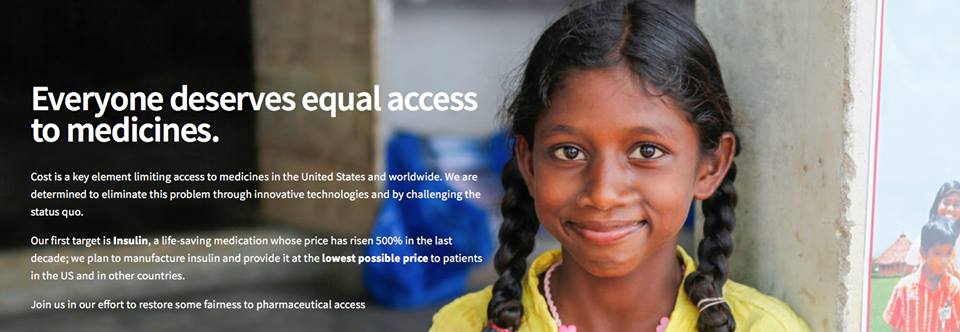 Everyone deserves equal access
to medicines.
Cost is a key element limiting access to medicines in the United States and worldwide. We are
determined to eliminate this problem through innovative technologies and by challenging the
status quo.
Our first target is Insulin, a life-saving medication whose price has risen 500% in the last
decade; we plan to manufacture insulin and provide it at the lowest possible price to patients
in the US and in other countries.
Join us in our effort to restore some fairness to pharmaceutical access